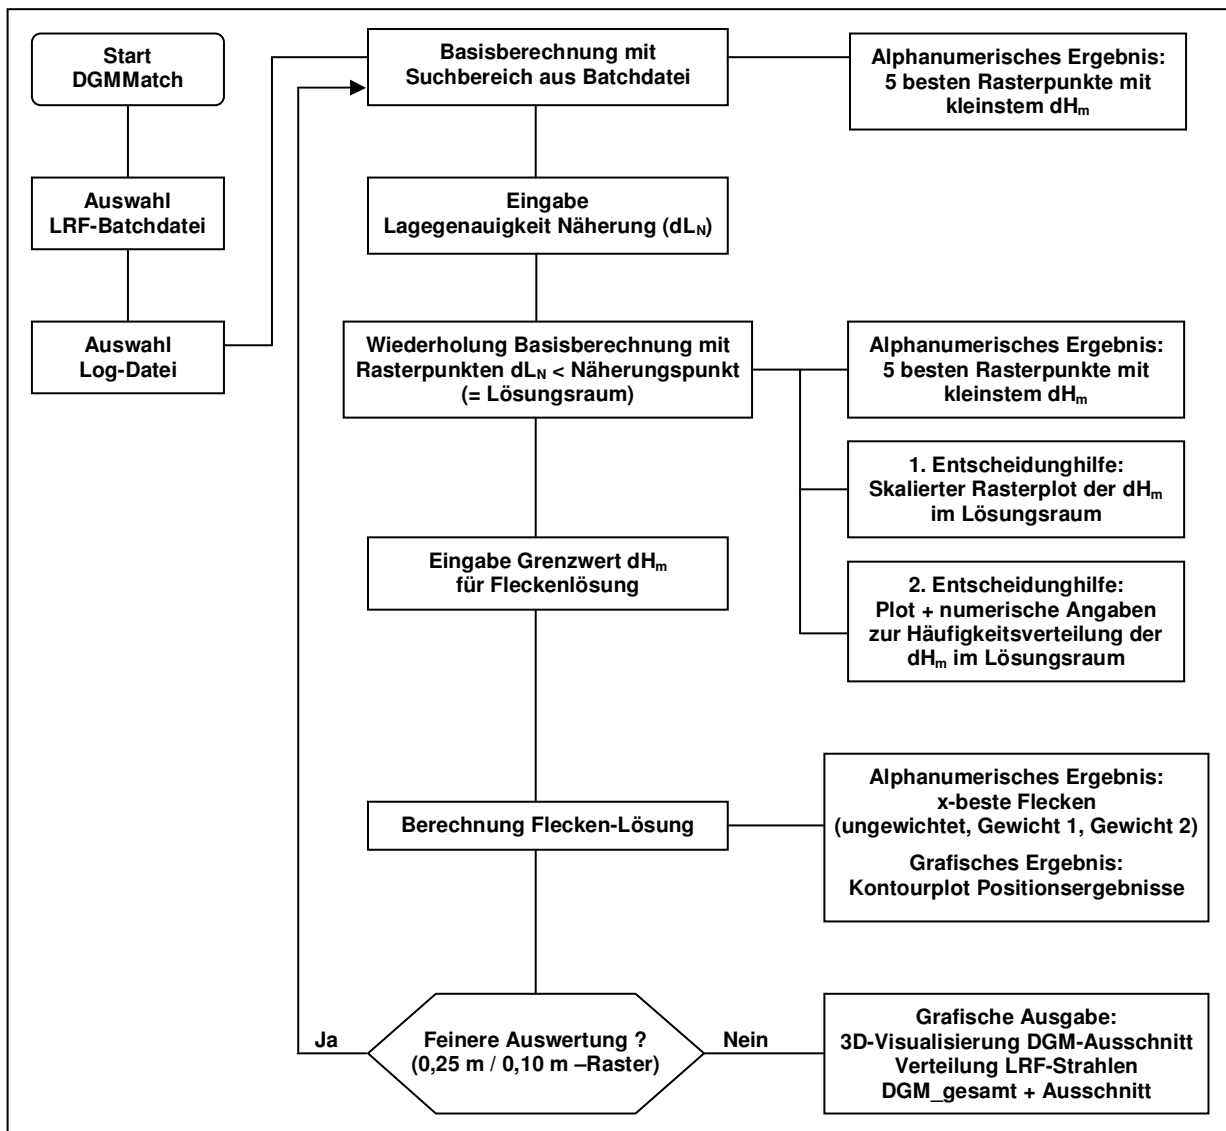 Start
DGMMatch
Auswahl
LRF-Batchdatei
Auswahl
Log-Datei
Basisberechnung mit
Suchbereich aus Batchdatei
Alphanumerisches Ergebnis:
5 besten Rasterpunkte mit
kleinstem dHm
Eingabe
Lagegenauigkeit Näherung (dLN)
Wiederholung Basisberechnung mit
Rasterpunkten dLN < Näherungspunkt
(= Lösungsraum)
Alphanumerisches Ergebnis:
5 besten Rasterpunkte mit
kleinstem dHm
1. Entscheidunghilfe:
Skalierter Rasterplot der dHm
im Lösungsraum
2. Entscheidunghilfe:
Plot + numerische Angaben
zur Häufigkeitsverteilung der
dHm im Lösungsraum
Eingabe Grenzwert dHm
für Fleckenlösung
Berechnung Flecken-Lösung
Alphanumerisches Ergebnis:
x-beste Flecken
(ungewichtet, Gewicht 1, Gewicht 2)
Grafisches Ergebnis:
Kontourplot Positionsergebnisse
Ja
Feinere Auswertung ?
(0,25 m / 0,10 m –Raster)
Nein
Grafische Ausgabe:
3D-Visualisierung DGM-Ausschnitt
Verteilung LRF-Strahlen
DGM_gesamt + Ausschnitt